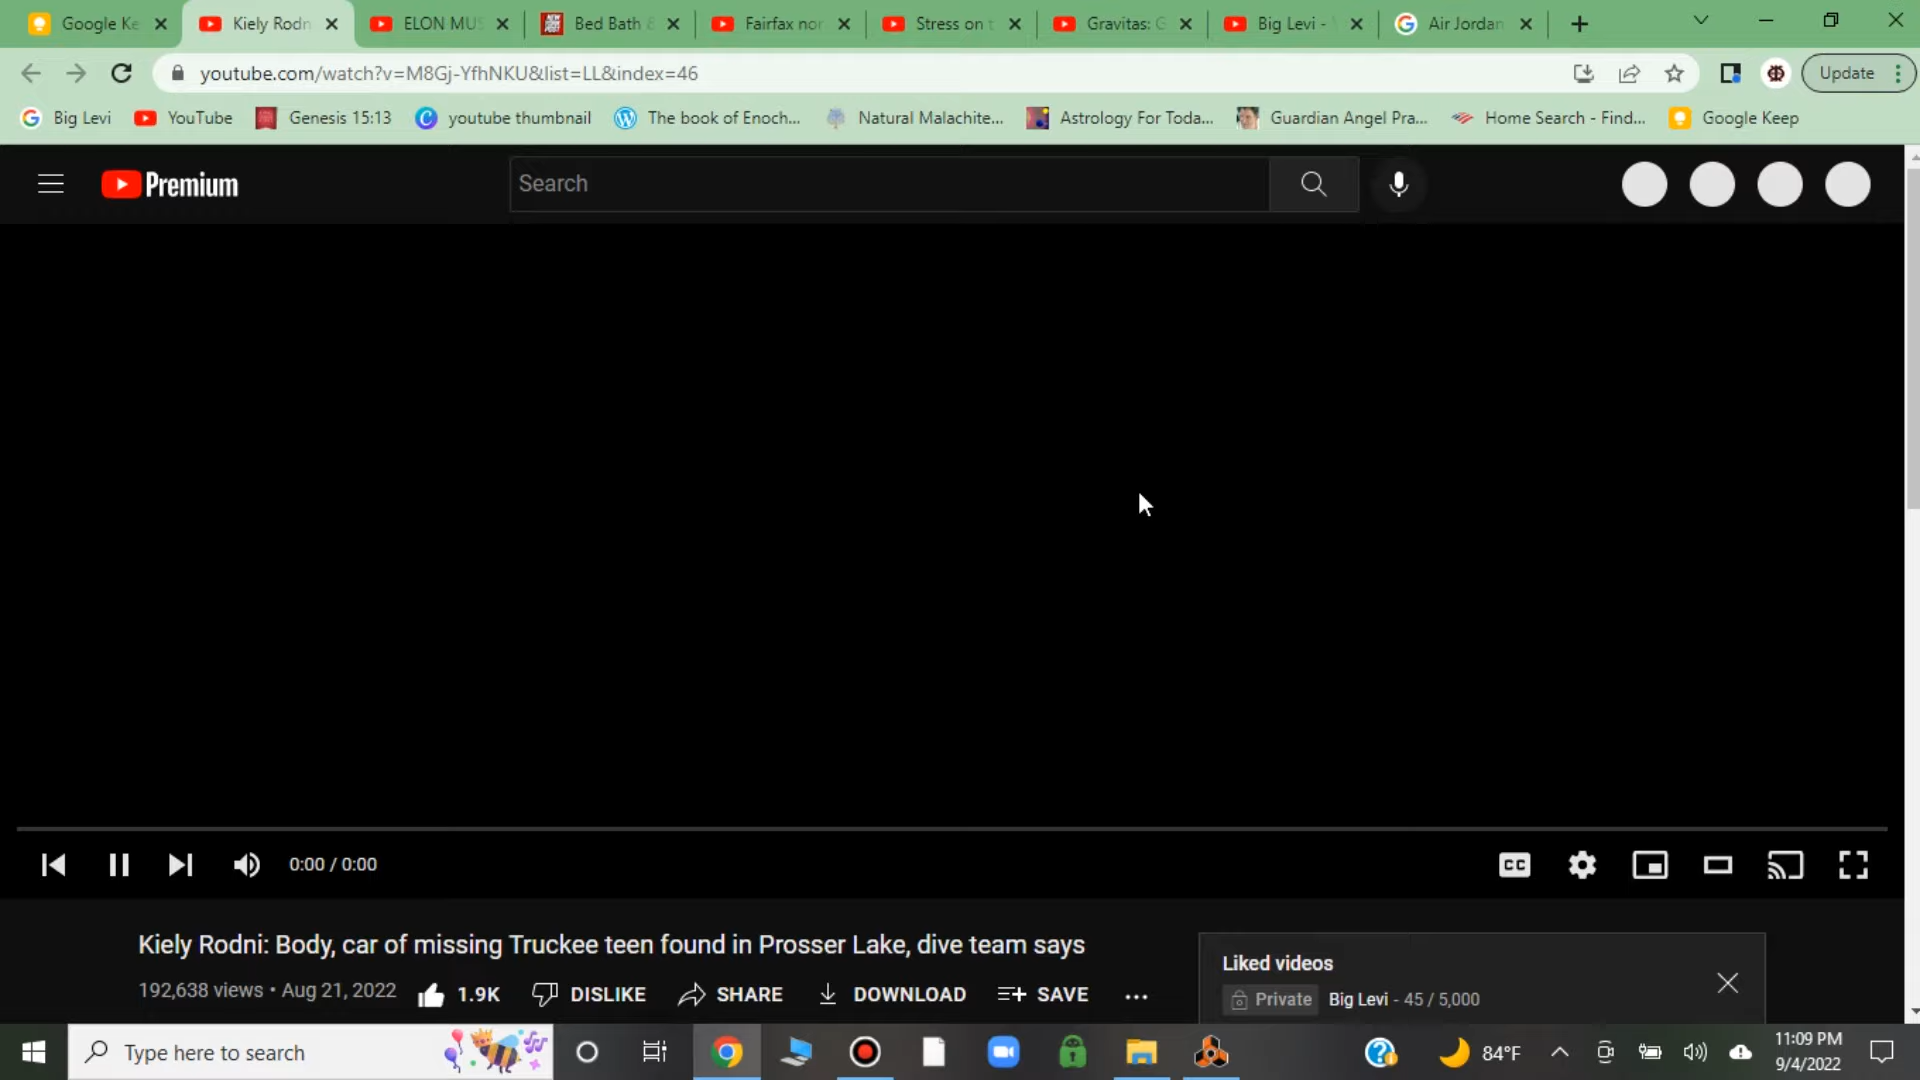 Google Ke
Kiely Rodn
ELON MUS
Bed Bath &
Fairfax nor
Stress on t
Gravitas: G
Big Levi -
Air Jordan
youtube.com/watch?v=M8Gj-YfhNKU&list=LL&index=46
Update
Big Levi
YouTube
Genesis 15:13
youtube thumbnail
The book of Enoch...
Natural Malachite...
Astrology For Toda...
Guardian Angel Pra...
Home Search - Find...
Google Keep
Premium
Search
0:00 / 0:00
CC
Kiely Rodni: Body, car of missing Truckee teen found in Prosser Lake, dive team says
192,638 views • Aug 21, 2022
1.9K
DISLIKE
SHARE
DOWNLOAD
SAVE
Liked videos
Private
Big Levi - 45 / 5,000
Type here to search
84°F
11:09 PM
9/4/2022